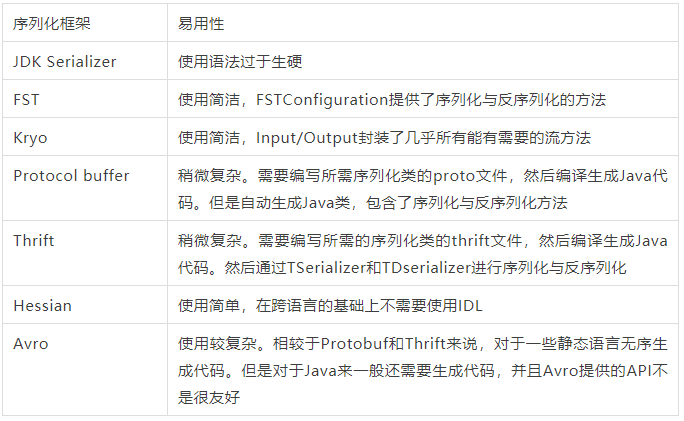 序列化框架 易用性
JDK Serializer 使用语法过于生硬
FST 使用简洁，FSTConfiguration提供了序列化与反序列化的方法
Kryo 使用简洁，Input/Output封装了几乎所有能有需要的流方法
Protocol buffer 稍微复杂。需要编写所需序列化类的proto文件，然后编译生成Java代
码。但是自动生成Java类，包含了序列化与反序列化方法
Thrift 稍微复杂。需要编写所需的序列化类的thrift文件，然后编译生成Java
代码。然后通过TSerializer和TDserializer进行序列化与反序列化
Hessian 使用简单，在跨语言的基础上不需要使用IDL
Avro 使用较复杂。相较于Protobuf和Thrift来说，对于一些静态语言无序生
成代码。但是对于Java来一般还需要生成代码，并且Avro提供的API不
是很友好